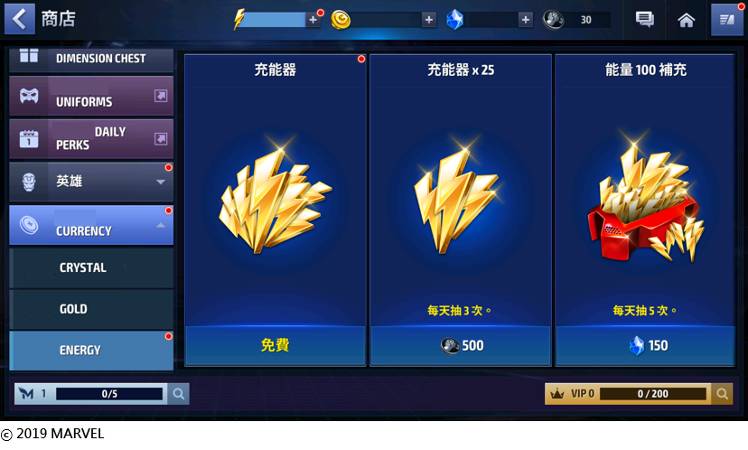 商店
30
DIMENSION CHEST
UNIFORMS
DAILY
PERKS
1
英雄
CURRENCY
CRYSTAL
GOLD
ENERGY
充能器
充能器 x 25
能量 100 補充
每天抽 3 次。
每天抽 5 次。
免費
500
150
1
0/5
VIP 0
0 / 200
© 2019 MARVEL